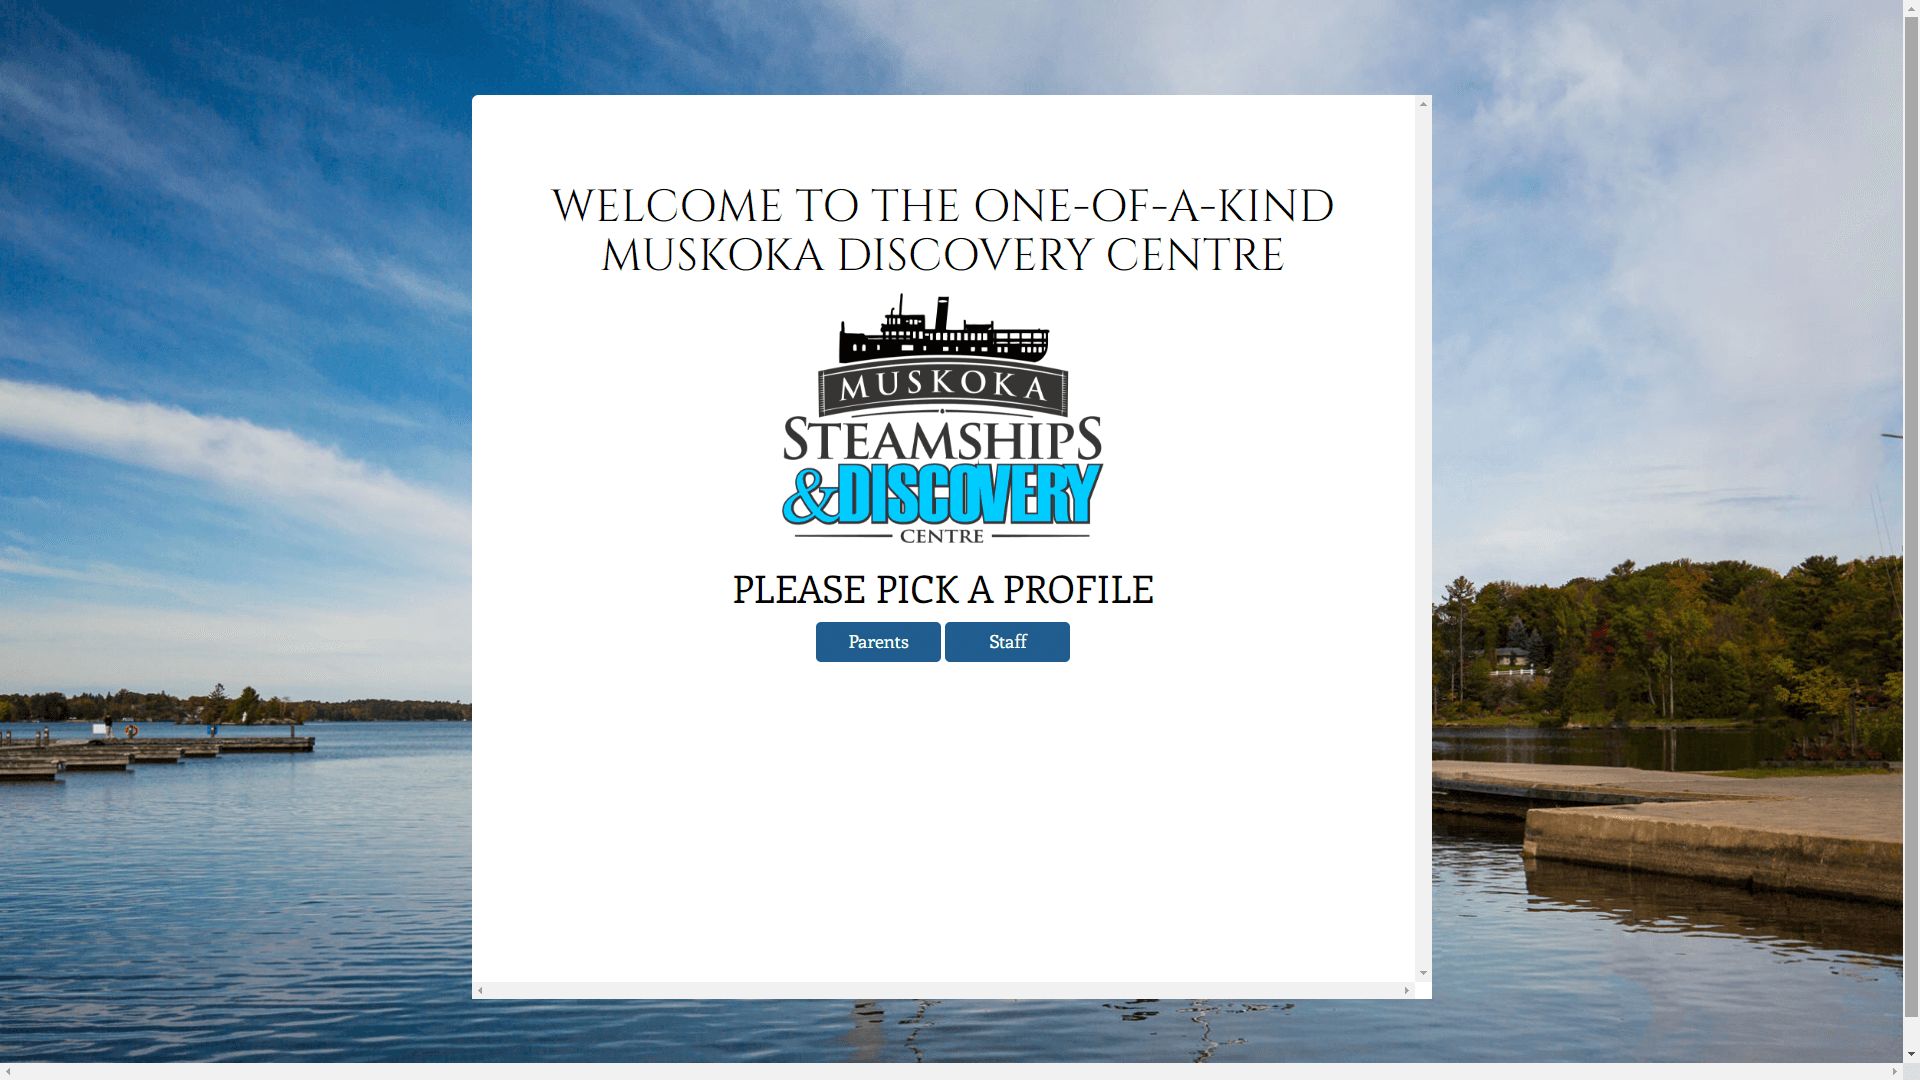 WELCOME TO THE ONE-OF-A-KIND
MUSKOKA DISCOVERY CENTRE
MUSKOKA
STEAMSHIPS
&DISCOVERY
CENTRE
PLEASE PICK A PROFILE
Parents
Staff